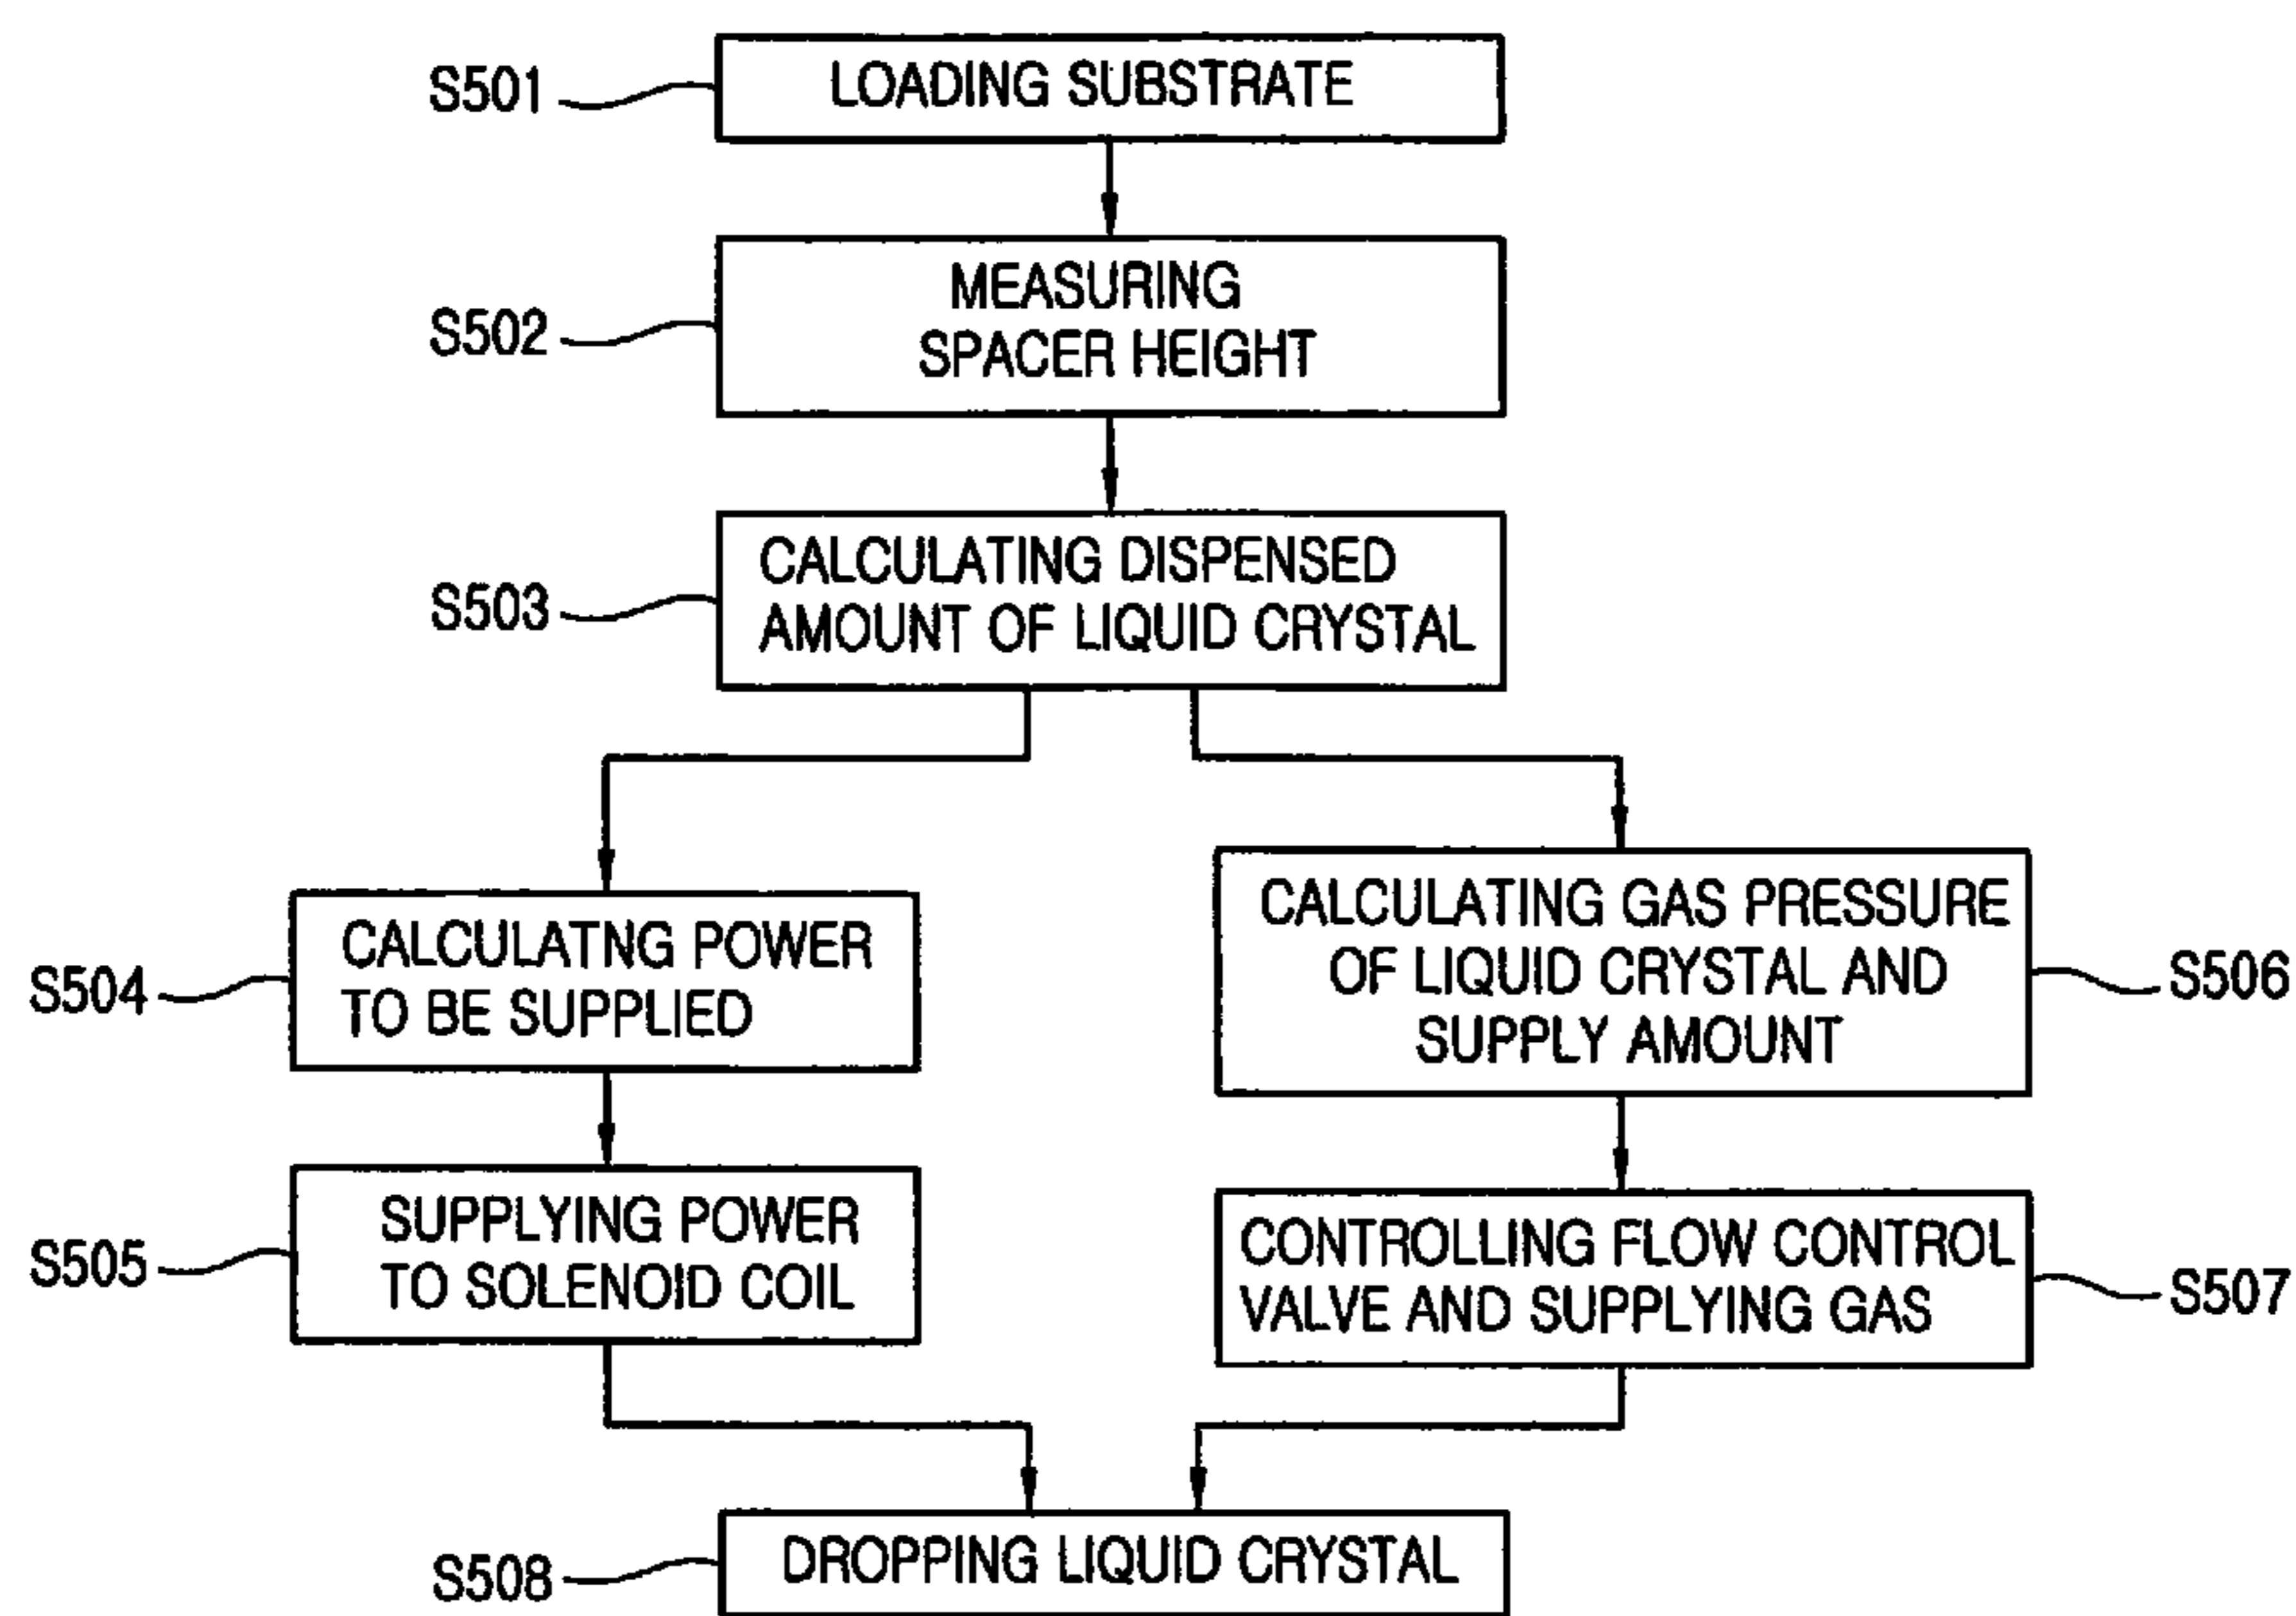 S501
LOADING SUBSTRATE
S502
MEASURING
SPACER HEIGHT
S503
CALCULATING DISPENSED
AMOUNT OF LIQUID CRYSTAL
S504
CALCULATNG POWER
TO BE SUPPLIED
CALCULATING GAS PRESSURE
OF LIQUID CRYSTAL AND
SUPPLY AMOUNT
S506
S505
SUPPLYING POWER
TO SOLENOID COIL
CONTROLLING FLOW CONTROL
VALVE AND SUPPLYING GAS
S507
S508
DROPPING LIQUID CRYSTAL